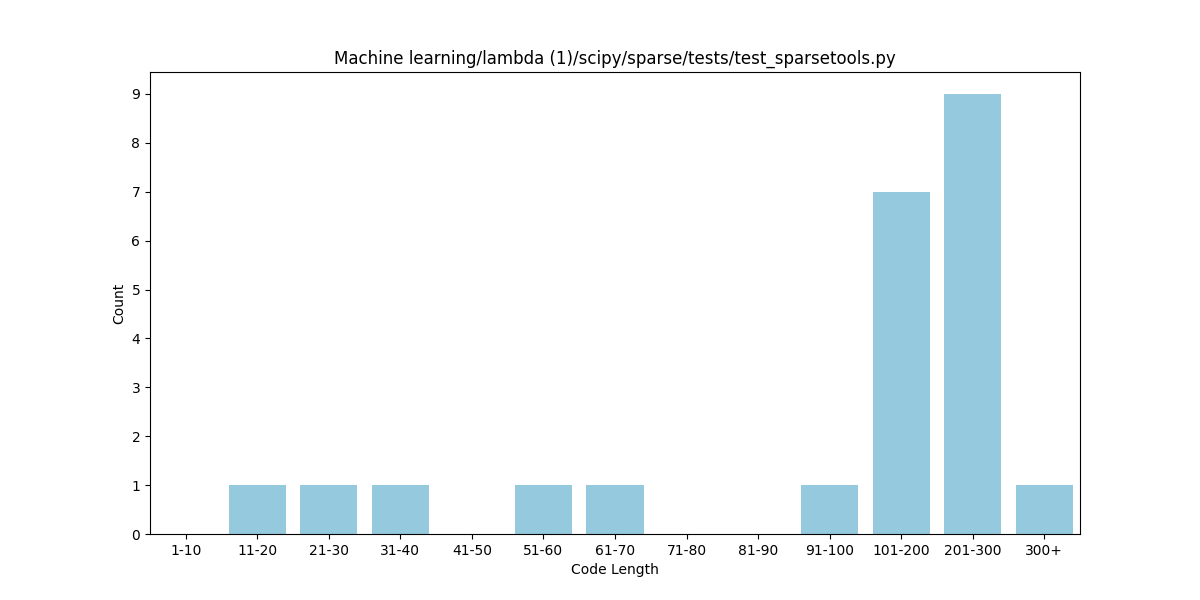 Machine learning/lambda (1)/scipy/sparse/tests/test_sparsetools.py
9
8
7
6
5
4
3
2
1
0
Count
1-10 11-20 21-30 31-40 41-50 51-60 61-70 71-80 81-90 91-100 101-200 201-300 300+
Code Length